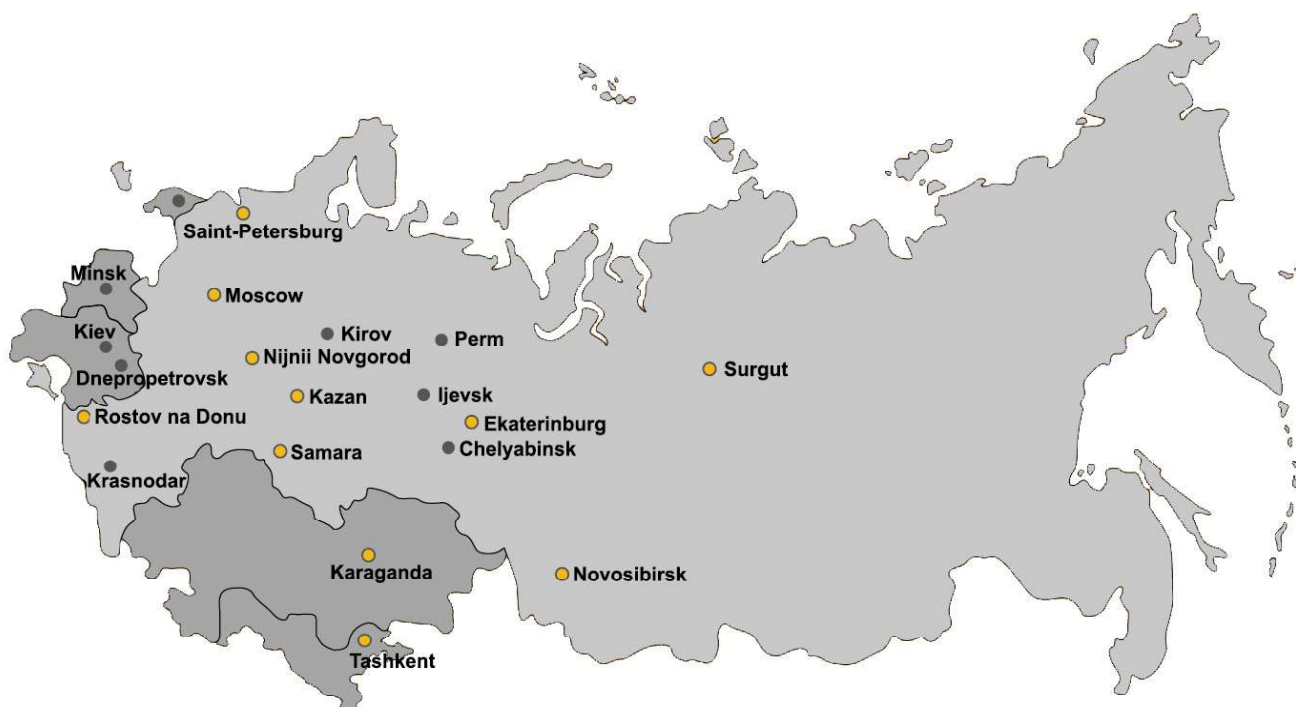 Saint-Petersburg
Minsk
Moscow
Kiev
Kirov
Perm
Nijnii Novgorod
Surgut
Dnepropetrovsk
Kazan
Ijevsk
Rostov na Donu
Ekaterinburg
Samara
Chelyabinsk
Krasnodar
Karaganda
Novosibirsk
Tashkent